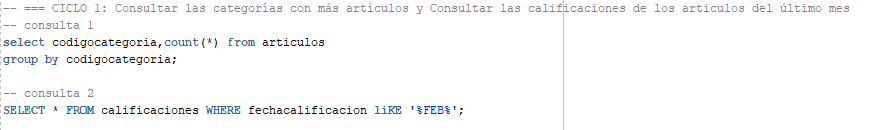 -- === CICLO 1: Consultar las categorías con más artículos y Consultar las calificaciones de los articulos del último mes
-- consulta 1
select codigocategoria,count(*) from articulos
group by codigocategoria;
-- consulta 2
SELECT * FROM calificaciones WHERE fechacalificacion liKE '%FEB%';